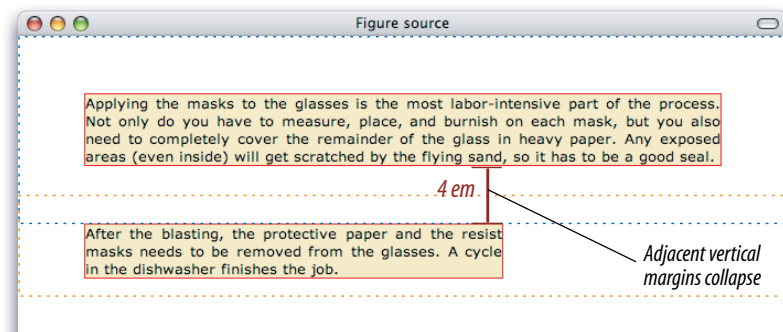 Figure source
Applying the masks to the glasses is the most labor-intensive part of the process.
Not only do you have to measure, place, and burnish on each mask, but you also
need to completely cover the remainder of the glass in heavy paper. Any exposed
areas (even inside) will get scratched by the flying sand, so it has to be a good seal.
4 em
After the blasting, the protective paper and the resist
masks needs to be removed from the glasses. A cycle
in the dishwasher finishes the job.
Adjacent vertical
margins collapse